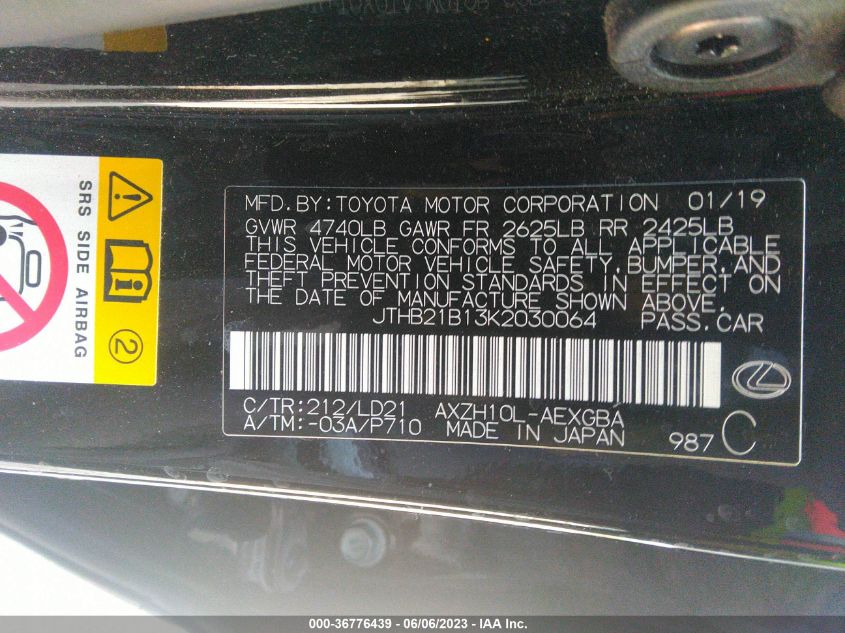 MFD. BY: TOYOTA MOTOR CORPORATION 01/19
GVWR 4740LB GAWR FR 2625LB RR 2425LB
THIS VEHICLE CONFORMS TO ALL APPLICABLE
FEDERAL MOTOR VEHICLE SAFETY, BUMPER, AND
THEFT PREVENTION STANDARDS IN EFFECT ON
THE DATE OF MANUFACTURE SHOWN ABOVE.
JTHB21B13K2030064 PASS. CAR
C/TR: 212/LD21 AXZH10L-AEXGBA
A/TM: -03A/P710 MADE IN JAPAN 987 C
SRS SIDE AIRBAG
2
000-36776439 - 06/06/2023 - IAA Inc.